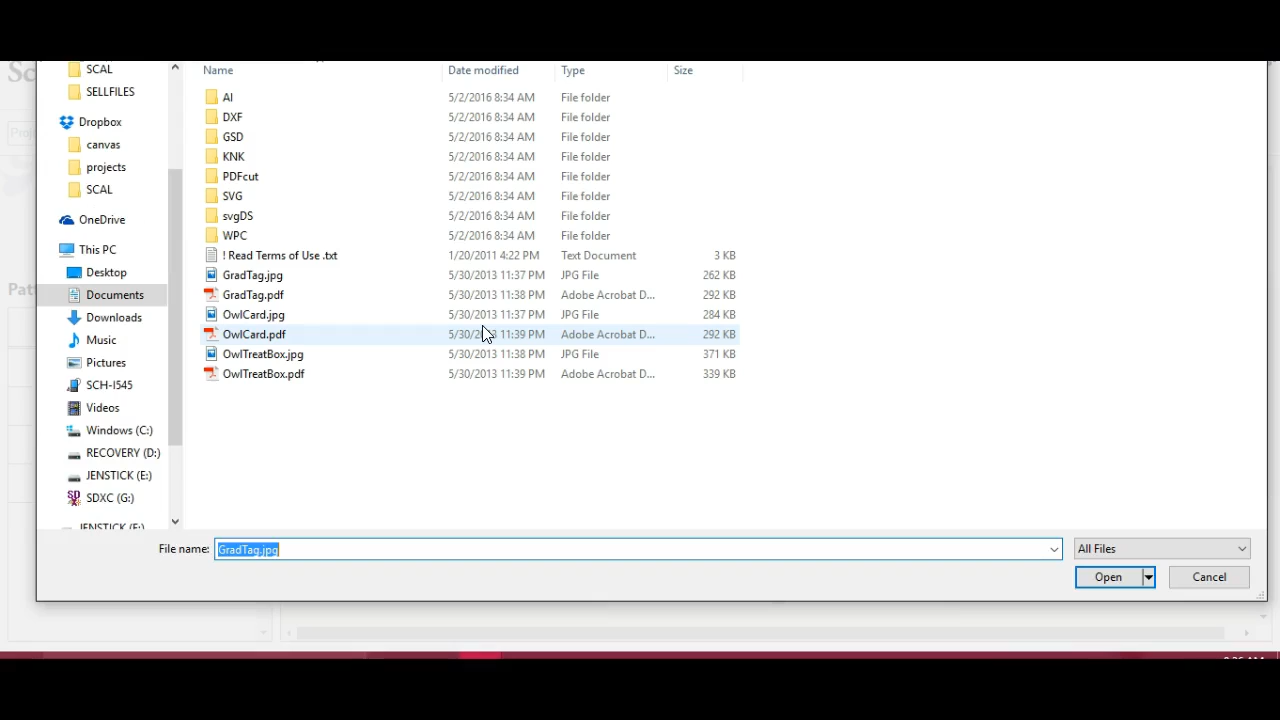 Sc
SCAL
SELLFILES
Dropbox
canvas
projects
SCAL
OneDrive
This PC
Desktop
Documents
Downloads
Music
Pictures
SCH-I545
Videos
Windows (C:)
RECOVERY (D:)
JENSTICK (E:)
SDXC (G:)
JENSTICK (E:)
Name Date modified Type Size
AI 5/2/2016 8:34 AM File folder
DXF 5/2/2016 8:34 AM File folder
GSD 5/2/2016 8:34 AM File folder
KNK 5/2/2016 8:34 AM File folder
PDFcut 5/2/2016 8:34 AM File folder
SVG 5/2/2016 8:34 AM File folder
svgDS 5/2/2016 8:34 AM File folder
WPC 5/2/2016 8:34 AM File folder
! Read Terms of Use .txt 1/20/2011 4:22 PM Text Document 3 KB
GradTag.jpg 5/30/2013 11:37 PM JPG File 262 KB
GradTag.pdf 5/30/2013 11:38 PM Adobe Acrobat D... 292 KB
OwlCard.jpg 5/30/2013 11:37 PM JPG File 284 KB
OwlCard.pdf 5/30/2013 11:39 PM Adobe Acrobat D... 292 KB
OwlTreatBox.jpg 5/30/2013 11:38 PM JPG File 371 KB
OwlTreatBox.pdf 5/30/2013 11:39 PM Adobe Acrobat D... 339 KB
File name: GradTag.jpg All Files
Open Cancel